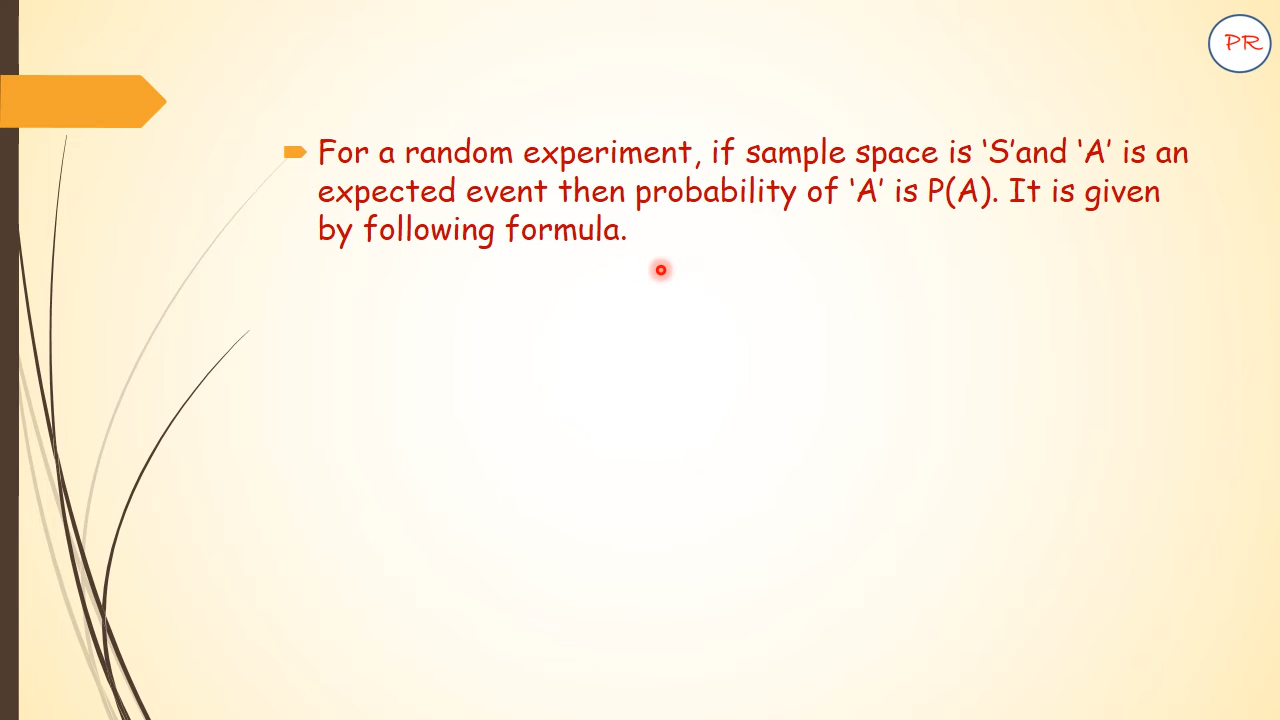 PR
For a random experiment, if sample space is ‘S’and ‘A’ is an
expected event then probability of ‘A’ is P(A). It is given
by following formula.